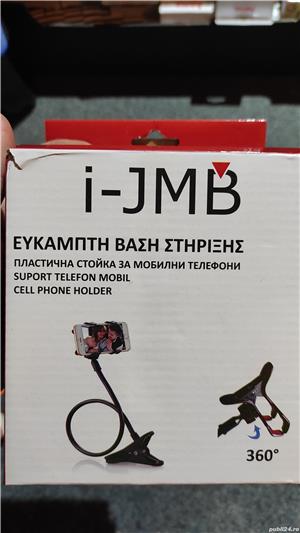 i-JMB
ΕΥΚΑΜΠΤΗ ΒΑΣΗ ΣΤΗΡΙΞΗΣ
ПЛАСТИЧНА СТОЙКА ЗА МОБИЛНИ ТЕЛЕФОНИ
SUPORT TELEFON MOBIL
CELL PHONE HOLDER
360°
publi24.ro